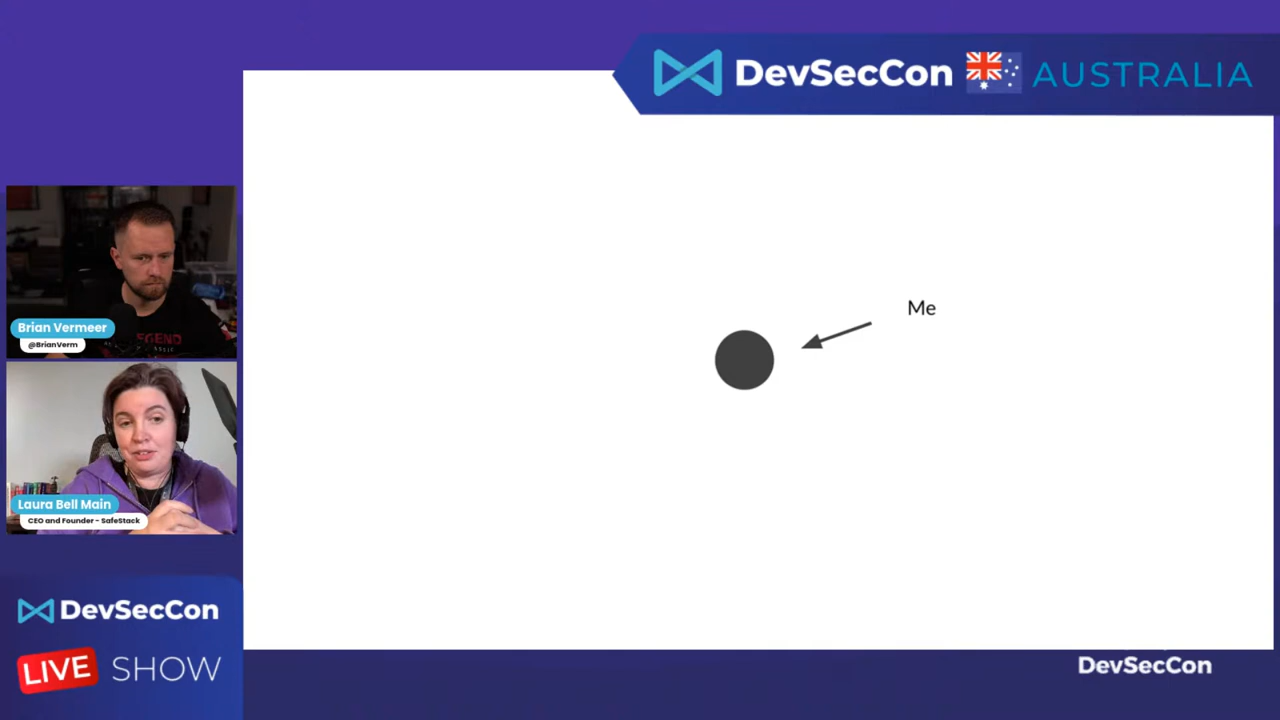 DevSecCon AUSTRALIA
Me
Brian Vermeer
@BrianVerm
Laura Bell Main
CEO and Founder - SafeStack
DevSecCon
LIVE SHOW
DevSecCon